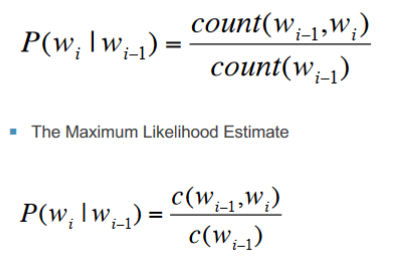 P(w_i | w_{i–1}) = count(w_{i–1},w_i) / count(w_{i–1})
▪ The Maximum Likelihood Estimate
P(w_i | w_{i–1}) = c(w_{i–1},w_i) / c(w_{i–1})